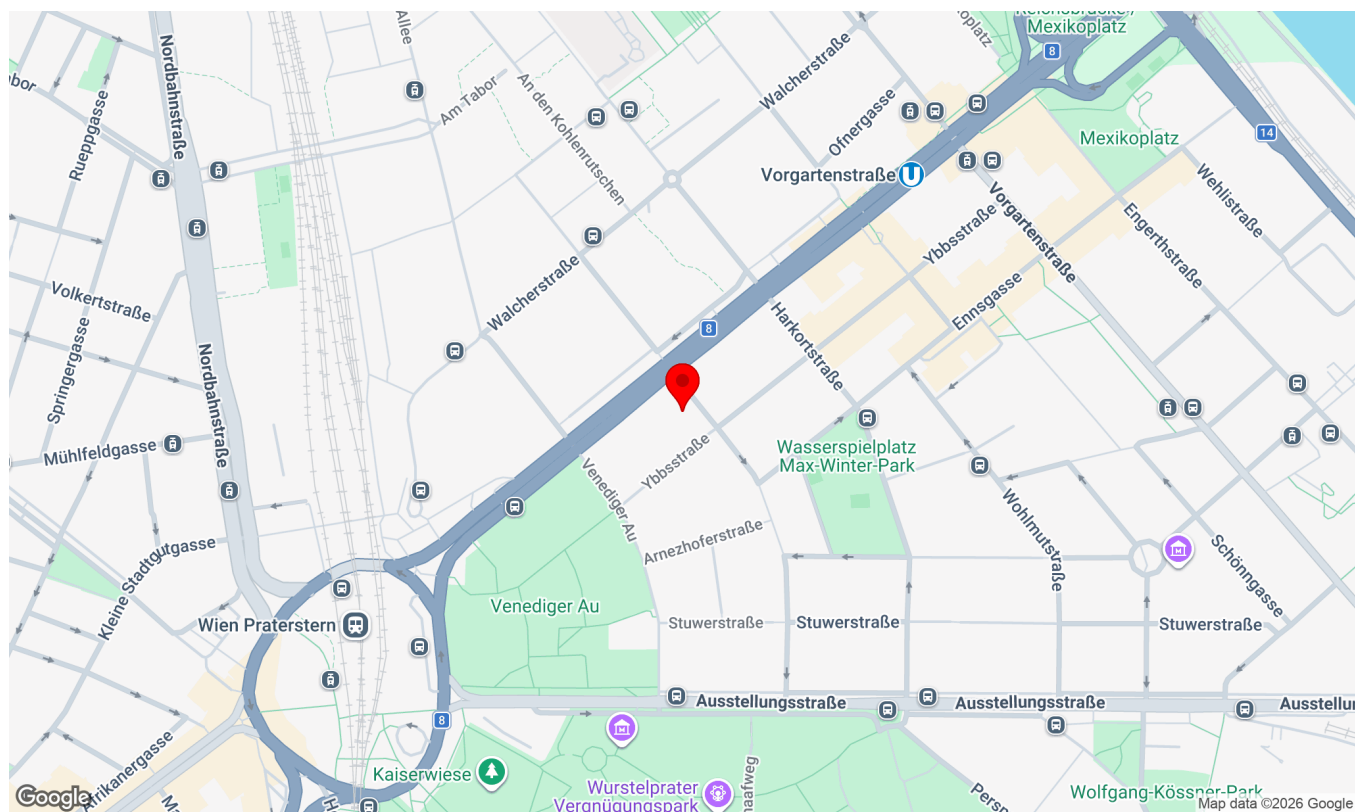 Reichsbrücke /
Mexikoplatz
8
koplatz
Allee
Nordbahnstraße
Tabor
Rueppgasse
Am Tabor
An den Kohlenrutschen
Walcherstraße
Ofnergasse
14
Mexikoplatz
Vorgartenstraße
U
Vorgartenstraße
Wehlistraße
Engerthstraße
Ybbsstraße
Ennsgasse
Volkertstraße
Springergasse
Walcherstraße
8
Harkortstraße
Nordbahnstraße
Mühlfeldgasse
Ybbsstraße
Wasserspielplatz
Max-Winter-Park
Venediger Au
Wohlmutstraße
Schönngasse
Arnezhoferstraße
Kleine Stadtgutgasse
Venediger Au
Wien Praterstern
Stuwerstraße
Stuwerstraße
Stuwerstraße
Ausstellungsstraße
Ausstellungsstraße
8
Afrikanergasse
Kaiserwiese
Wurstelprater
Vergnügungspark
Wolfgang-Kössner-Park
Google
Map data ©2026 Google